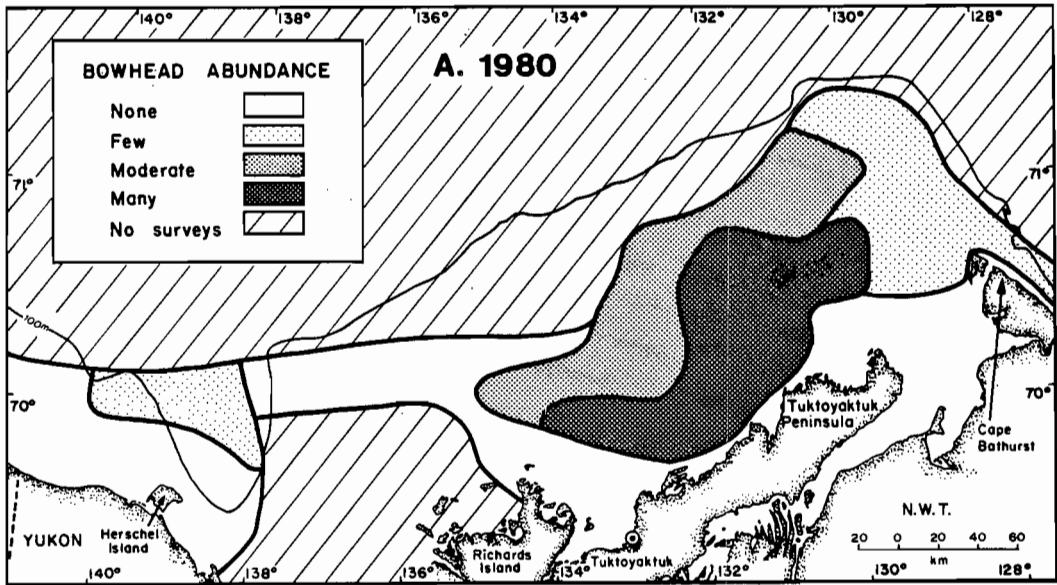 140° 138° 136° 134° 132° 130° 128°
A. 1980
BOWHEAD ABUNDANCE
None
Few
Moderate
Many
No surveys
71°
71°
100m
70°
70°
Tuktoyaktuk
Peninsula
Cape
Bathurst
N.W.T.
YUKON
Herschel
Island
Richards
Island
Tuktoyaktuk
20 0 20 40 60
km
140° 138° 136° 134° 132° 130° 128°